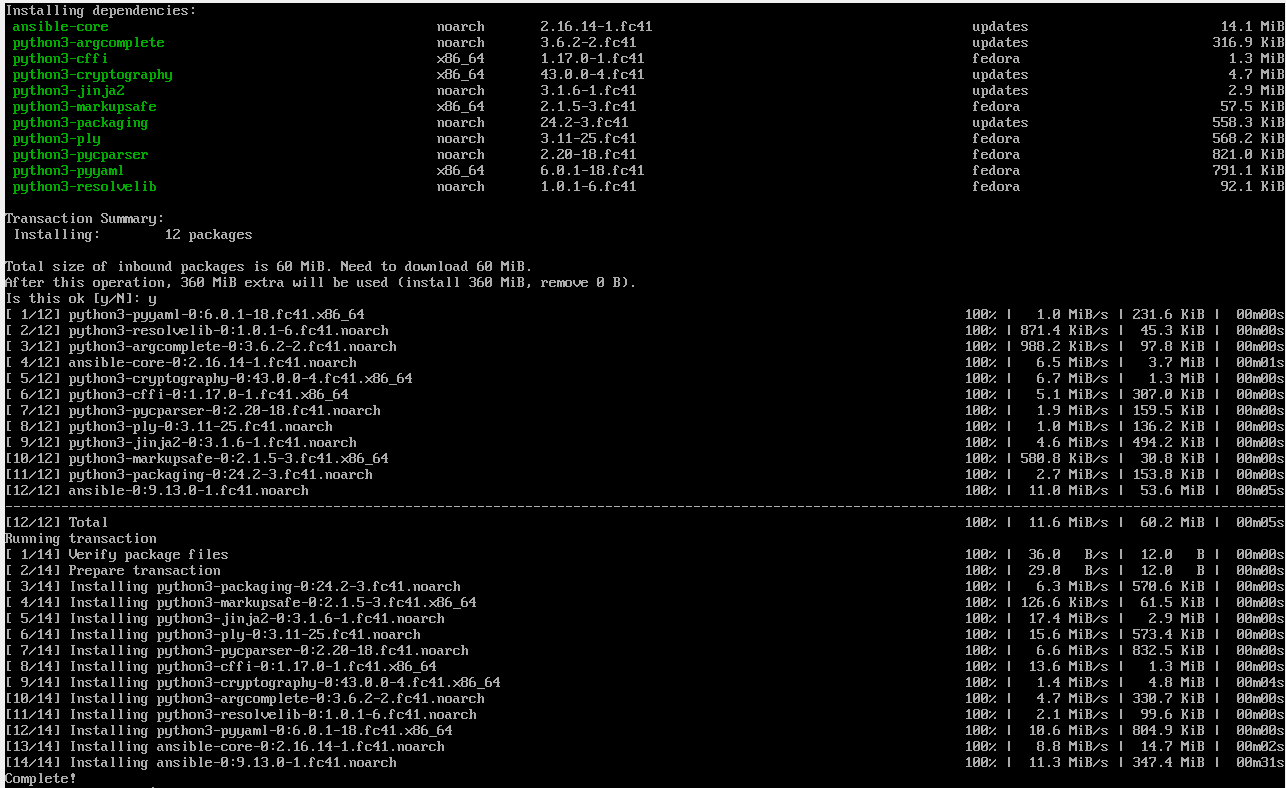 Installing dependencies:
ansible-core noarch 2.16.14-1.fc41 updates 14.1 MiB
python3-argcomplete noarch 3.6.2-2.fc41 updates 316.9 KiB
python3-cffi x86_64 1.17.0-1.fc41 fedora 1.3 MiB
python3-cryptography x86_64 43.0.0-4.fc41 updates 4.7 MiB
python3-jinja2 noarch 3.1.6-1.fc41 updates 2.9 MiB
python3-markupsafe x86_64 2.1.5-3.fc41 fedora 57.5 KiB
python3-packaging noarch 24.2-3.fc41 updates 558.3 KiB
python3-ply noarch 3.11-25.fc41 fedora 568.2 KiB
python3-pycparser noarch 2.20-18.fc41 fedora 821.0 KiB
python3-pyyaml x86_64 6.0.1-18.fc41 fedora 791.1 KiB
python3-resolvelib noarch 1.0.1-6.fc41 fedora 92.1 KiB
Transaction Summary:
Installing: 12 packages
Total size of inbound packages is 60 MiB. Need to download 60 MiB.
After this operation, 360 MiB extra will be used (install 360 MiB, remove 0 B).
Is this ok [y/N]: y
[ 1/12] python3-pyyaml-0:6.0.1-18.fc41.x86_64 100% | 1.0 MiB/s | 231.6 KiB | 00m00s
[ 2/12] python3-resolvelib-0:1.0.1-6.fc41.noarch 100% | 871.4 KiB/s | 45.3 KiB | 00m00s
[ 3/12] python3-argcomplete-0:3.6.2-2.fc41.noarch 100% | 988.2 KiB/s | 97.8 KiB | 00m00s
[ 4/12] ansible-core-0:2.16.14-1.fc41.noarch 100% | 6.5 MiB/s | 3.7 MiB | 00m01s
[ 5/12] python3-cryptography-0:43.0.0-4.fc41.x86_64 100% | 6.7 MiB/s | 1.3 MiB | 00m00s
[ 6/12] python3-cffi-0:1.17.0-1.fc41.x86_64 100% | 5.1 MiB/s | 307.0 KiB | 00m00s
[ 7/12] python3-pycparser-0:2.20-18.fc41.noarch 100% | 1.9 MiB/s | 159.5 KiB | 00m00s
[ 8/12] python3-ply-0:3.11-25.fc41.noarch 100% | 1.0 MiB/s | 136.2 KiB | 00m00s
[ 9/12] python3-jinja2-0:3.1.6-1.fc41.noarch 100% | 4.6 MiB/s | 494.2 KiB | 00m00s
[10/12] python3-markupsafe-0:2.1.5-3.fc41.x86_64 100% | 580.8 KiB/s | 30.8 KiB | 00m00s
[11/12] python3-packaging-0:24.2-3.fc41.noarch 100% | 2.7 MiB/s | 153.8 KiB | 00m00s
[12/12] ansible-0:9.13.0-1.fc41.noarch 100% | 11.0 MiB/s | 53.6 MiB | 00m05s
[12/12] Total 100% | 11.6 MiB/s | 60.2 MiB | 00m05s
Running transaction
[ 1/14] Verify package files 100% | 36.0 B/s | 12.0 B | 00m00s
[ 2/14] Prepare transaction 100% | 29.0 B/s | 12.0 B | 00m00s
[ 3/14] Installing python3-packaging-0:24.2-3.fc41.noarch 100% | 6.3 MiB/s | 570.6 KiB | 00m00s
[ 4/14] Installing python3-markupsafe-0:2.1.5-3.fc41.x86_64 100% | 126.6 KiB/s | 61.5 KiB | 00m00s
[ 5/14] Installing python3-jinja2-0:3.1.6-1.fc41.noarch 100% | 17.4 MiB/s | 2.9 MiB | 00m00s
[ 6/14] Installing python3-ply-0:3.11-25.fc41.noarch 100% | 15.6 MiB/s | 573.4 KiB | 00m00s
[ 7/14] Installing python3-pycparser-0:2.20-18.fc41.noarch 100% | 6.6 MiB/s | 832.5 KiB | 00m00s
[ 8/14] Installing python3-cffi-0:1.17.0-1.fc41.x86_64 100% | 13.6 MiB/s | 1.3 MiB | 00m00s
[ 9/14] Installing python3-cryptography-0:43.0.0-4.fc41.x86_64 100% | 1.4 MiB/s | 4.8 MiB | 00m04s
[10/14] Installing python3-argcomplete-0:3.6.2-2.fc41.noarch 100% | 4.7 MiB/s | 330.7 KiB | 00m00s
[11/14] Installing python3-resolvelib-0:1.0.1-6.fc41.noarch 100% | 2.1 MiB/s | 99.6 KiB | 00m00s
[12/14] Installing python3-pyyaml-0:6.0.1-18.fc41.x86_64 100% | 10.6 MiB/s | 804.9 KiB | 00m00s
[13/14] Installing ansible-core-0:2.16.14-1.fc41.noarch 100% | 8.8 MiB/s | 14.7 MiB | 00m02s
[14/14] Installing ansible-0:9.13.0-1.fc41.noarch 100% | 11.3 MiB/s | 347.4 MiB | 00m31s
Complete!